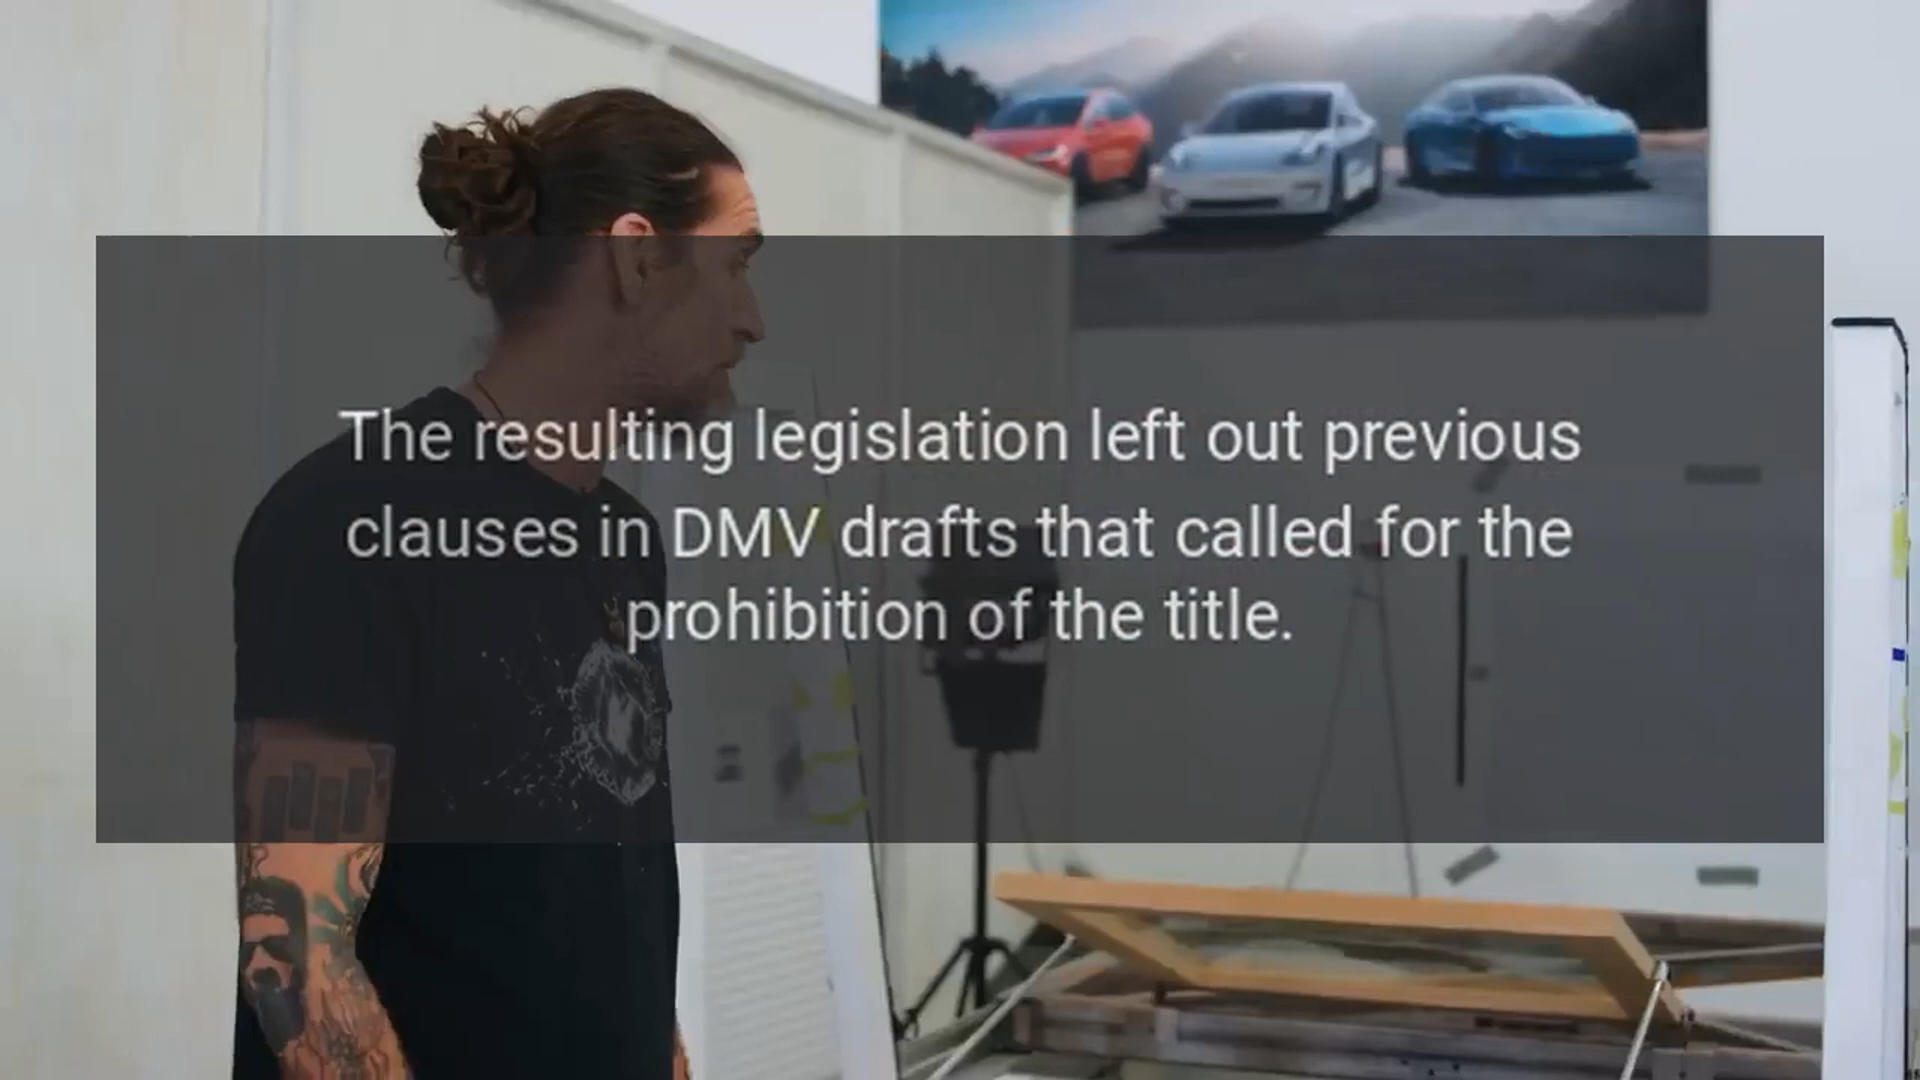 The resulting legislation left out previous
clauses in DMV drafts that called for the
prohibition of the title.